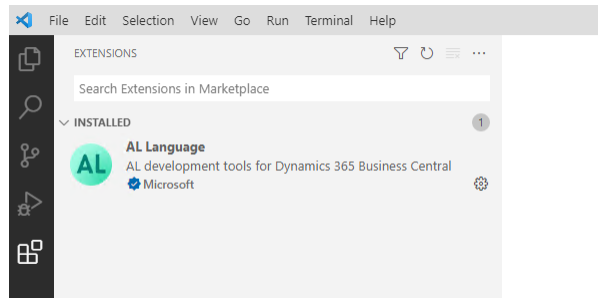 File Edit Selection View Go Run Terminal Help
EXTENSIONS
Search Extensions in Marketplace
INSTALLED 1
AL
AL Language
AL development tools for Dynamics 365 Business Central
Microsoft